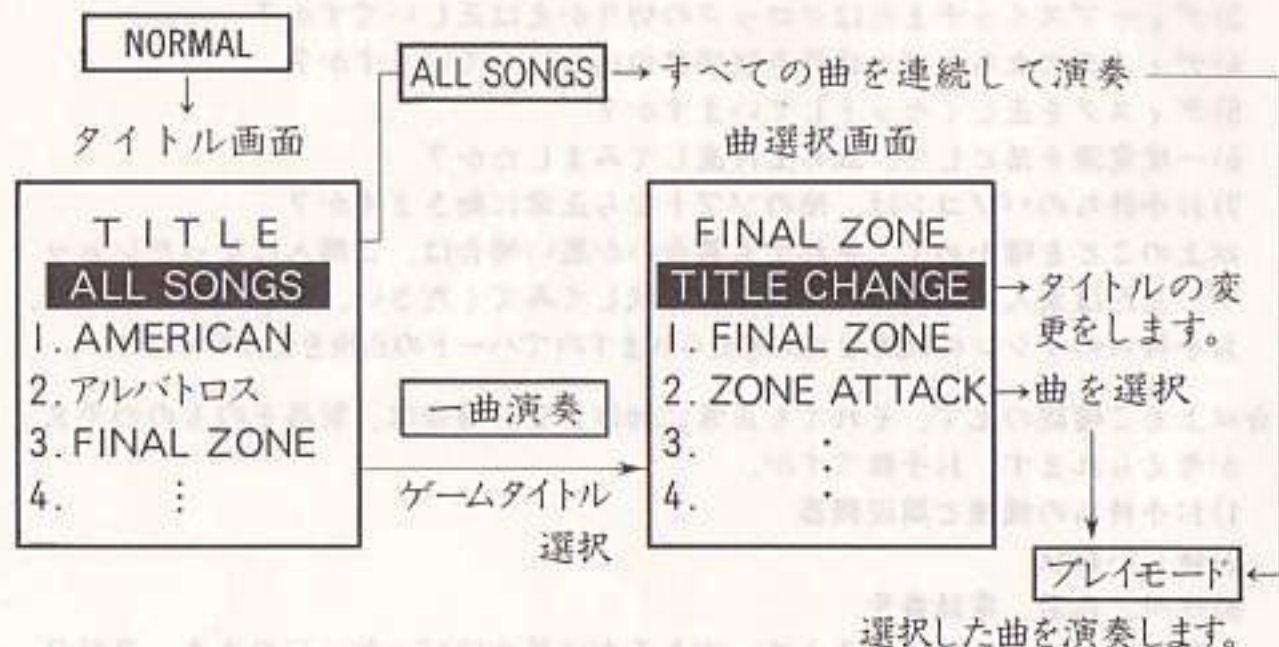 NORMAL
↓
タイトル画面
TITLE
ALL SONGS
1. AMERICAN
2. アルバトロス
3. FINAL ZONE
4. ⋮
ALL SONGS → すべての曲を連続して演奏
一曲演奏
ゲームタイトル
選択
曲選択画面
FINAL ZONE
TITLE CHANGE → タイトルの変
更をします。
1. FINAL ZONE
2. ZONE ATTACK → 曲を選択
3.
4.
プレイモード
選択した曲を演奏します。